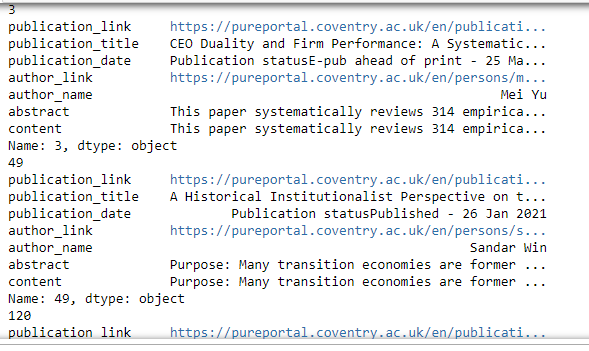 3
publication_link https://pureportal.coventry.ac.uk/en/publicati...
publication_title CEO Duality and Firm Performance: A Systematic...
publication_date Publication statusE-pub ahead of print - 25 Ma...
author_link https://pureportal.coventry.ac.uk/en/persons/m...
author_name Mei Yu
abstract This paper systematically reviews 314 empirica...
content This paper systematically reviews 314 empirica...
Name: 3, dtype: object
49
publication_link https://pureportal.coventry.ac.uk/en/publicati...
publication_title A Historical Institutionalist Perspective on t...
publication_date Publication statusPublished - 26 Jan 2021
author_link https://pureportal.coventry.ac.uk/en/persons/s...
author_name Sandar Win
abstract Purpose: Many transition economies are former ...
content Purpose: Many transition economies are former ...
Name: 49, dtype: object
120
publication_link https://pureportal.coventry.ac.uk/en/publicati...